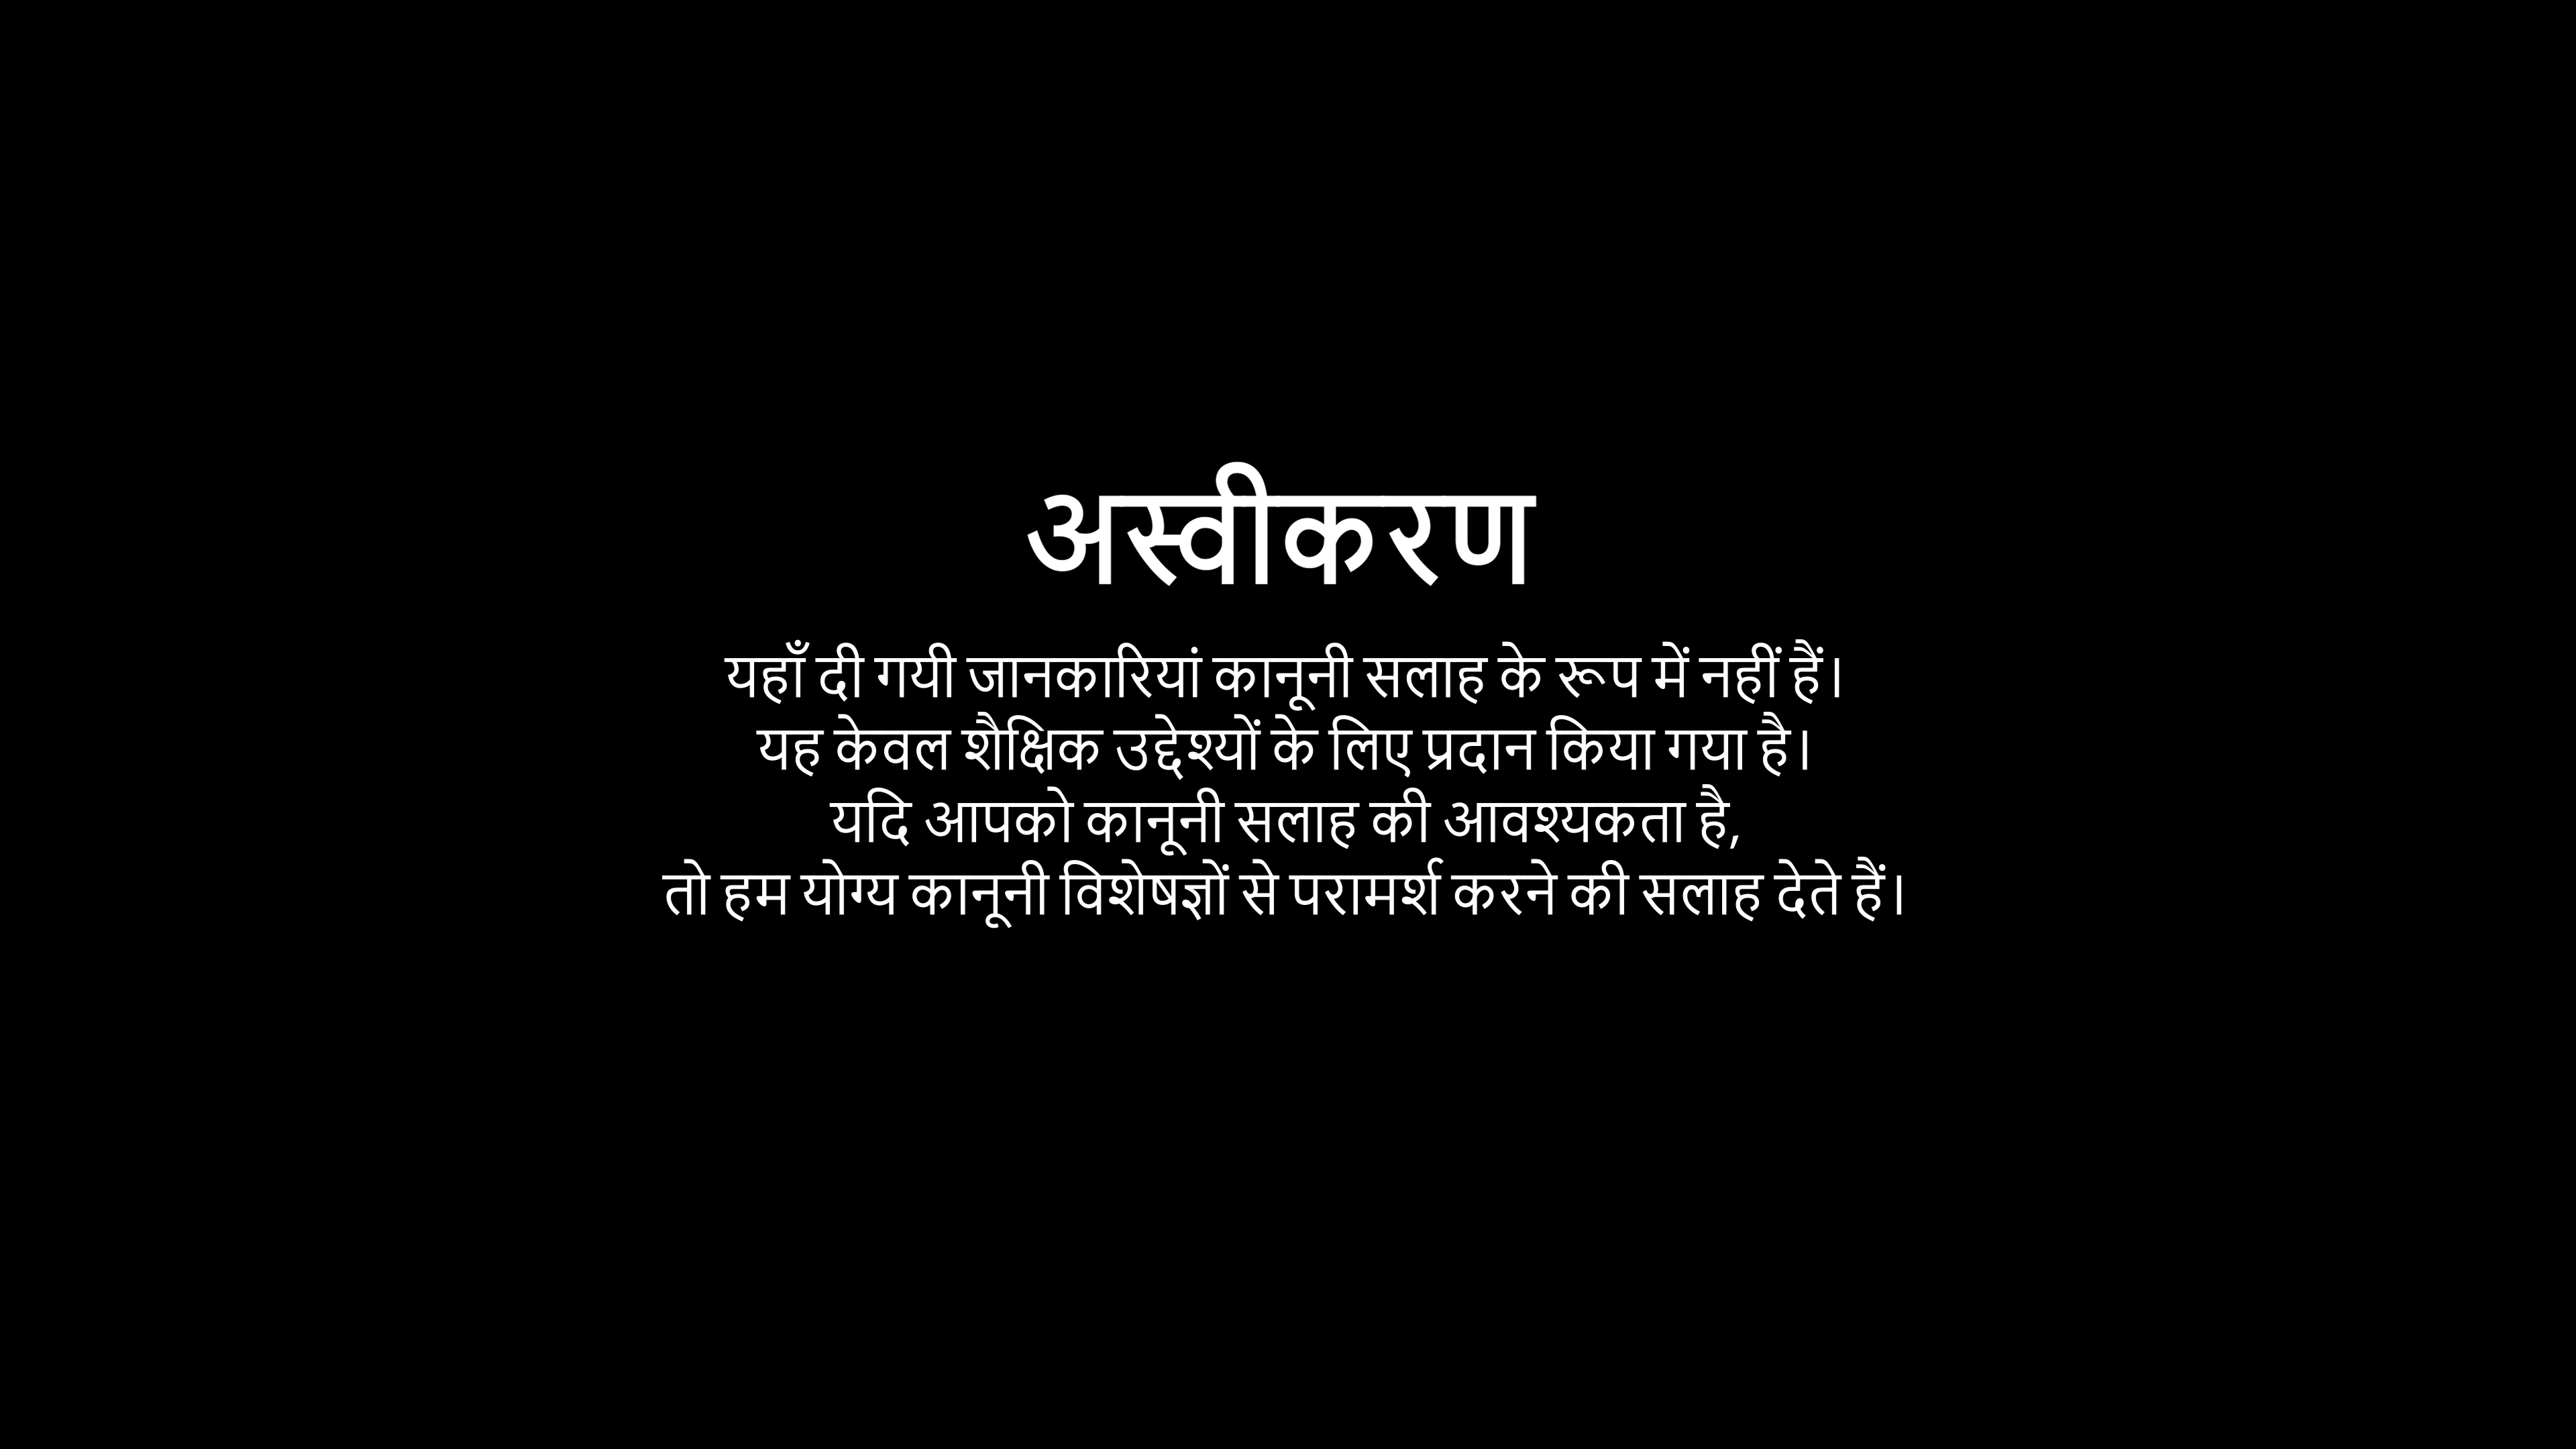 अस्वीकरण
यहाँ दी गयी जानकारियां कानूनी सलाह के रूप में नहीं हैं।
यह केवल शैक्षिक उद्देश्यों के लिए प्रदान किया गया है।
यदि आपको कानूनी सलाह की आवश्यकता है,
तो हम योग्य कानूनी विशेषज्ञों से परामर्श करने की सलाह देते हैं।